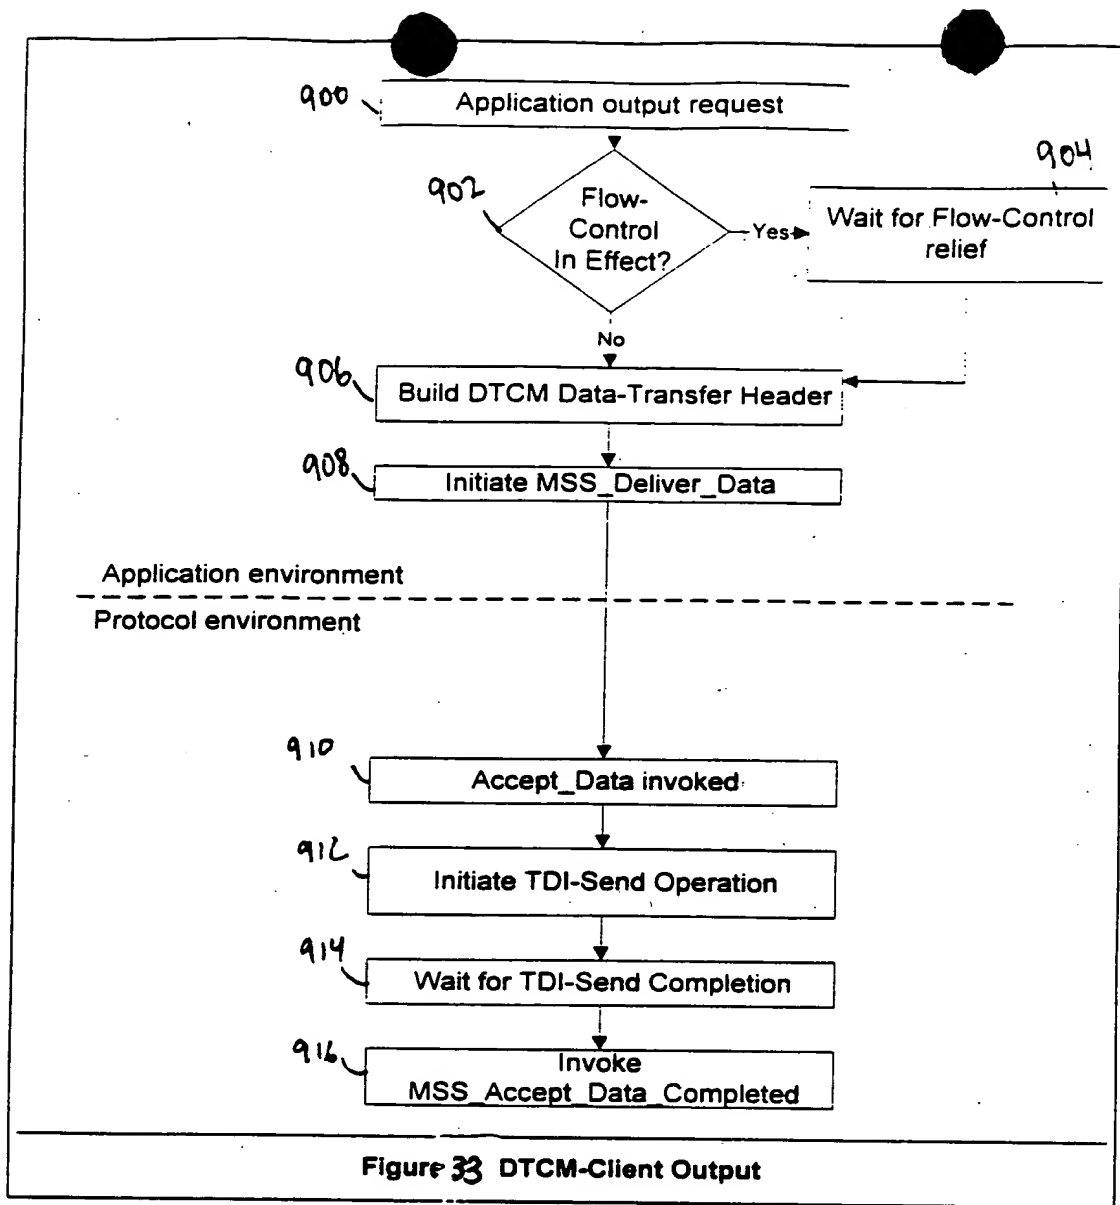 900
Application output request
904
902
Flow-
Control
In Effect?
Yes
Wait for Flow-Control
relief
No
906
Build DTCM Data-Transfer Header
908
Initiate MSS_Deliver_Data
Application environment
Protocol environment
910
Accept_Data invoked
912
Initiate TDI-Send Operation
914
Wait for TDI-Send Completion
916
Invoke
MSS_Accept_Data_Completed
Figure 33 DTCM-Client Output